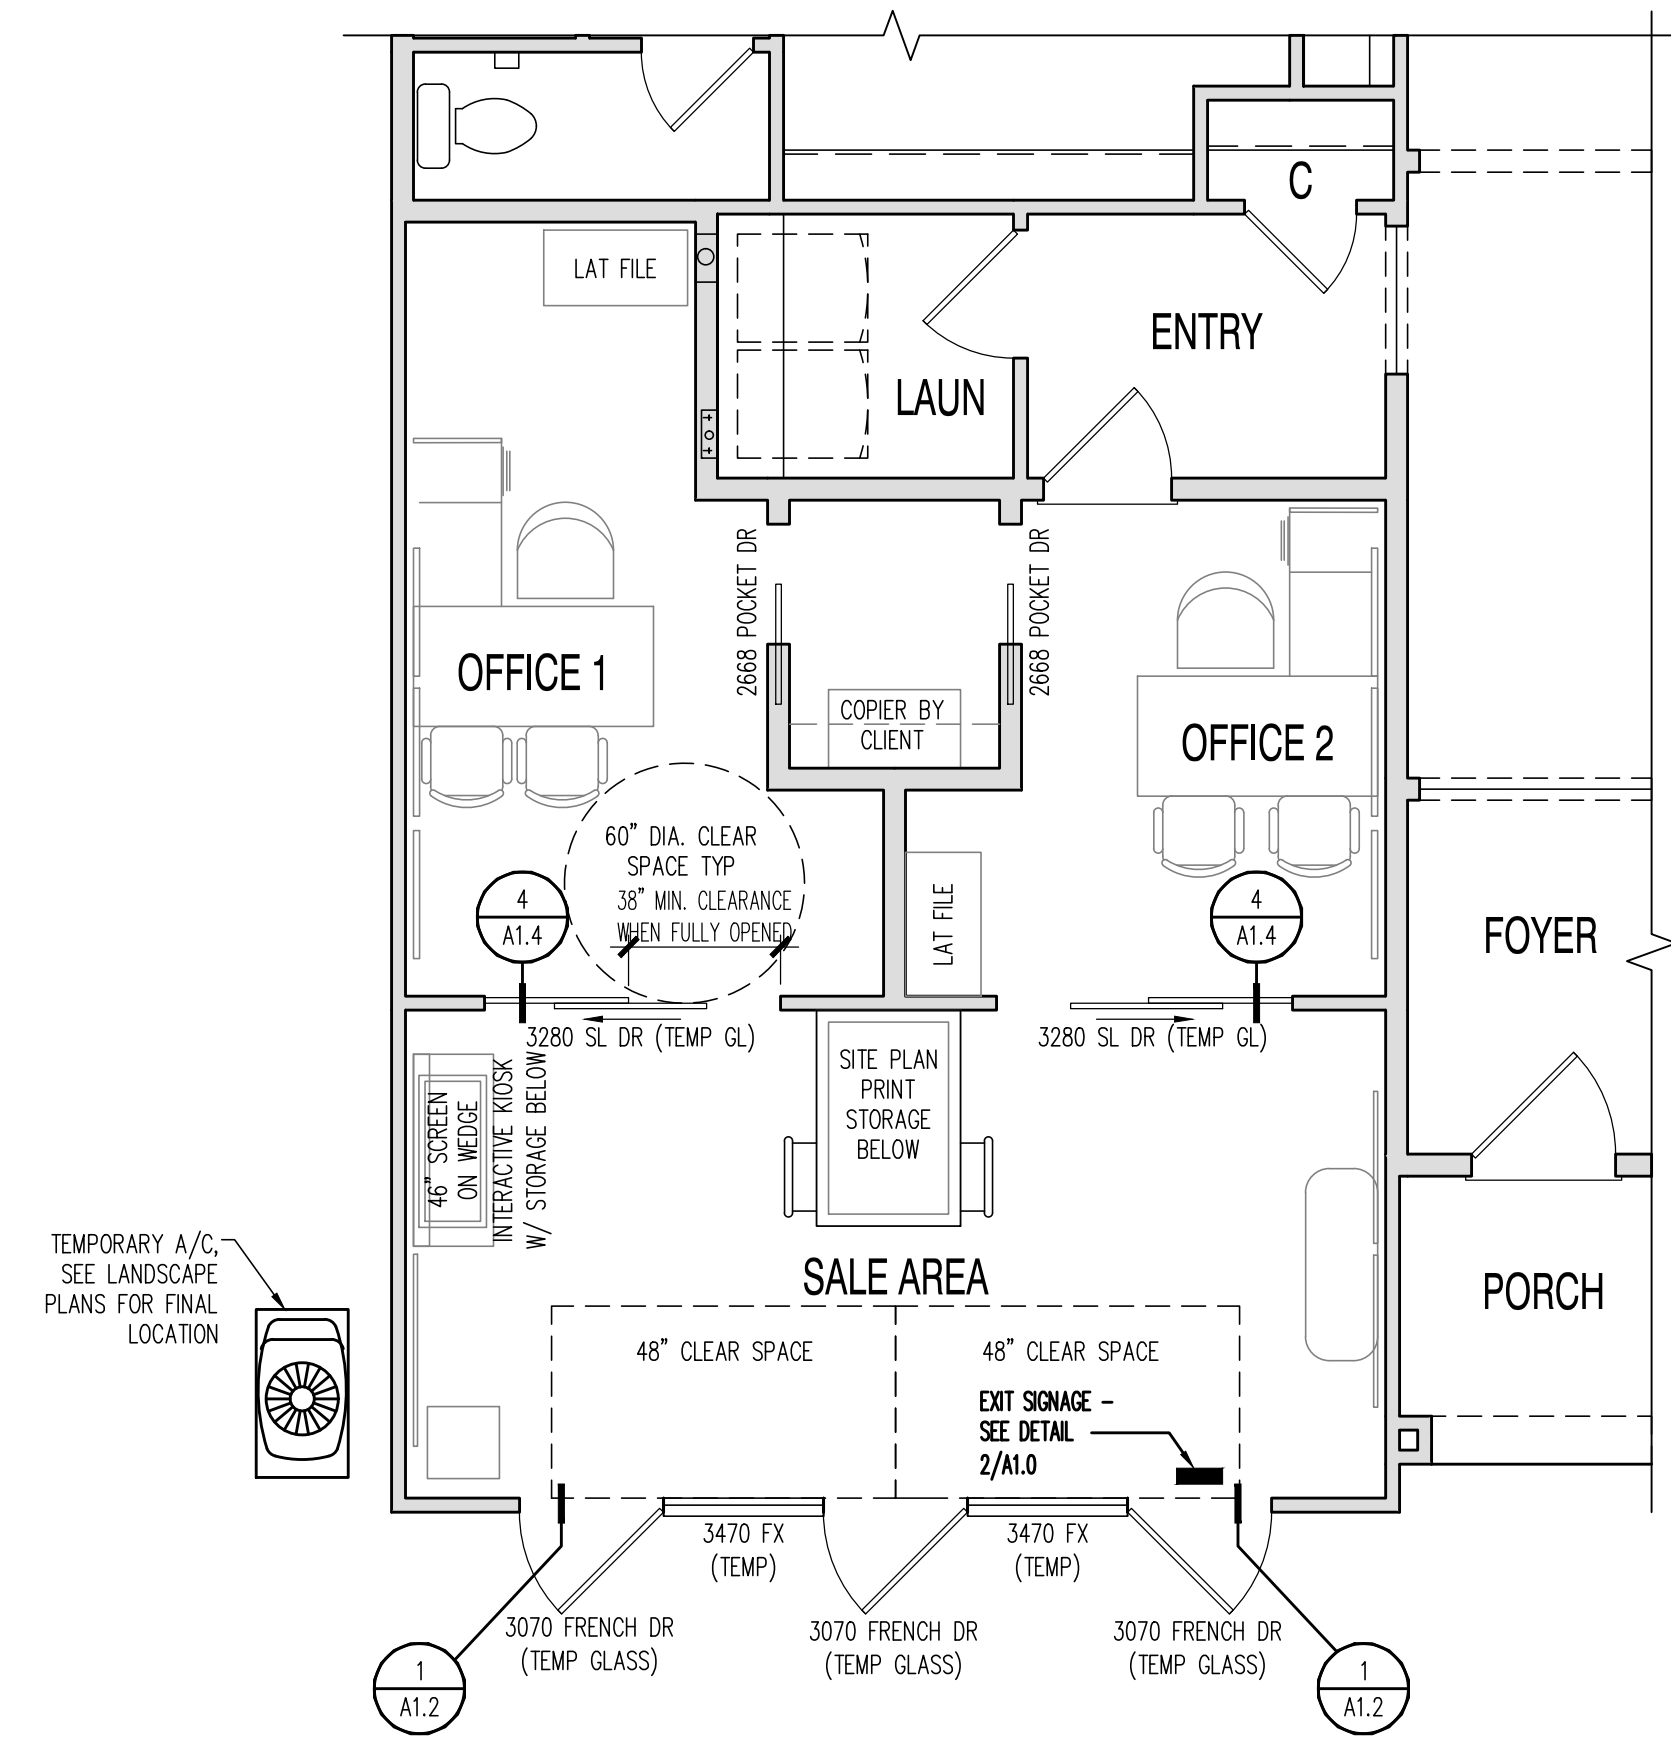 C
LAT FILE
ENTRY
LAUN
2668 POCKET DR
2668 POCKET DR
OFFICE 1
COPIER BY
CLIENT
OFFICE 2
60” DIA. CLEAR
SPACE TYP
38” MIN. CLEARANCE
WHEN FULLY OPENED
4
A1.4
LAT FILE
4
A1.4
FOYER
3280 SL DR (TEMP GL)
3280 SL DR (TEMP GL)
46” SCREEN
ON WEDGE
INTERACTIVE KIOSK
W/ STORAGE BELOW
SITE PLAN
PRINT
STORAGE
BELOW
TEMPORARY A/C,
SEE LANDSCAPE
PLANS FOR FINAL
LOCATION
SALE AREA
PORCH
48” CLEAR SPACE
48” CLEAR SPACE
EXIT SIGNAGE –
SEE DETAIL
2/A1.0
3470 FX
(TEMP)
3470 FX
(TEMP)
3070 FRENCH DR
(TEMP GLASS)
3070 FRENCH DR
(TEMP GLASS)
3070 FRENCH DR
(TEMP GLASS)
1
A1.2
1
A1.2